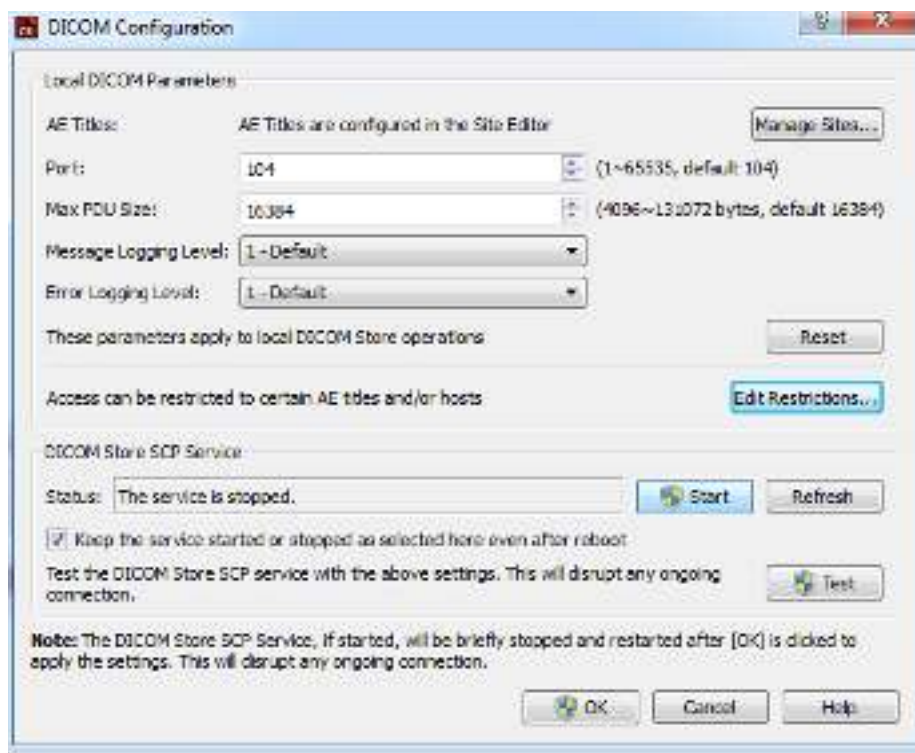 DICOM Configuration
Local DICOM Parameters
AE Titles: AE Titles are configured in the Site Editor Manage Sites...
Port: 104 (1~65535, default 104)
Max PDU Size: 16384 (4096~131072 bytes, default 16384)
Message Logging Level: 1 - Default
Error Logging Level: 1 - Default
These parameters apply to local DICOM Store operations Reset
Access can be restricted to certain AE titles and/or hosts Edit Restrictions...
DICOM Store SCP Service
Status: The service is stopped. Start Refresh
Keep the service started or stopped as selected here even after reboot
Test the DICOM Store SCP service with the above settings. This will disrupt any ongoing
connection. Test
Note: The DICOM Store SCP Service, if started, will be briefly stopped and restarted after [OK] is clicked to
apply the settings. This will disrupt any ongoing connection.
OK Cancel Help